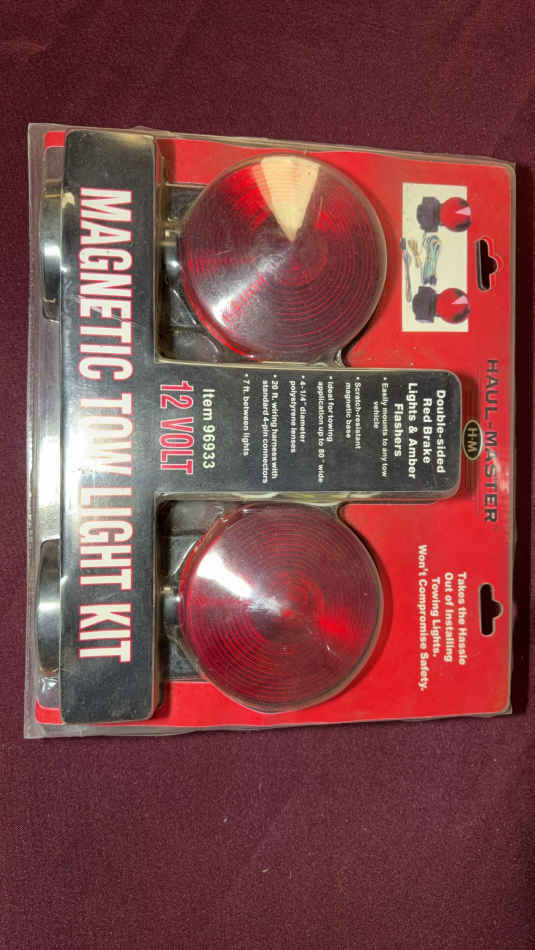 HAUL-MASTER
H·M
Double-sided
Red Brake
Lights & Amber
Flashers
• Easily mounts to any tow
vehicle
• Scratch-resistant
magnetic base
• Ideal for towing
application up to 80" wide
• 4-1/4" diameter
polystyrene lenses
• 20 ft. wiring harness with
standard 4-pin connectors
• 7 ft. between lights
Item 96933
12 VOLT
Takes the Hassle
Out of Installing
Towing Lights.
Won't Compromise Safety.
MAGNETIC TOW LIGHT KIT